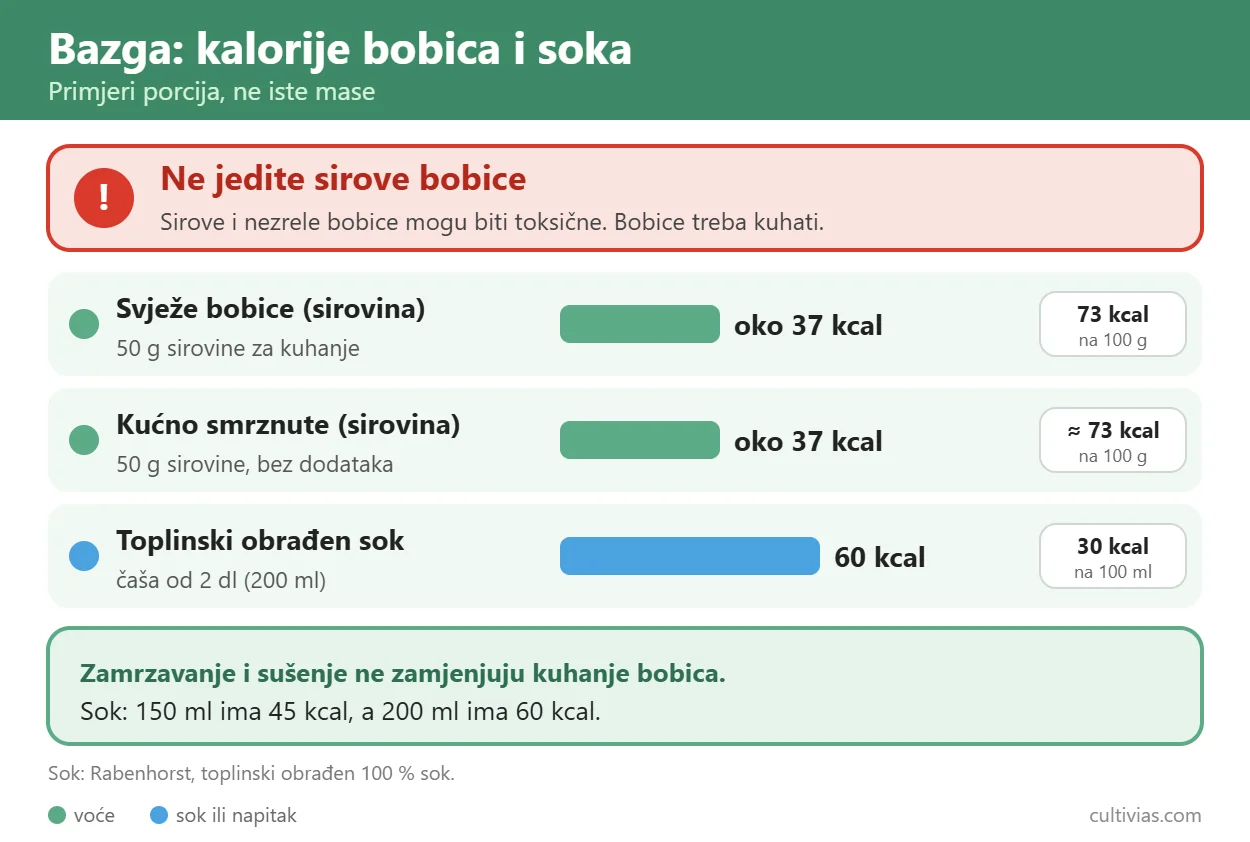 Bazga: kalorije bobica i soka
Primjeri porcija, ne iste mase
!
Ne jedite sirove bobice
Sirove i nezrele bobice mogu biti toksične. Bobice treba kuhati.
Svježe bobice (sirovina)
50 g sirovine za kuhanje
oko 37 kcal
73 kcal
na 100 g
Kućno smrznute (sirovina)
50 g sirovine, bez dodataka
oko 37 kcal
≈ 73 kcal
na 100 g
Toplinski obrađen sok
čaša od 2 dl (200 ml)
60 kcal
30 kcal
na 100 ml
Zamrzavanje i sušenje ne zamjenjuju kuhanje bobica.
Sok: 150 ml ima 45 kcal, a 200 ml ima 60 kcal.
Sok: Rabenhorst, toplinski obrađen 100 % sok.
voće
sok ili napitak
cultivias.com